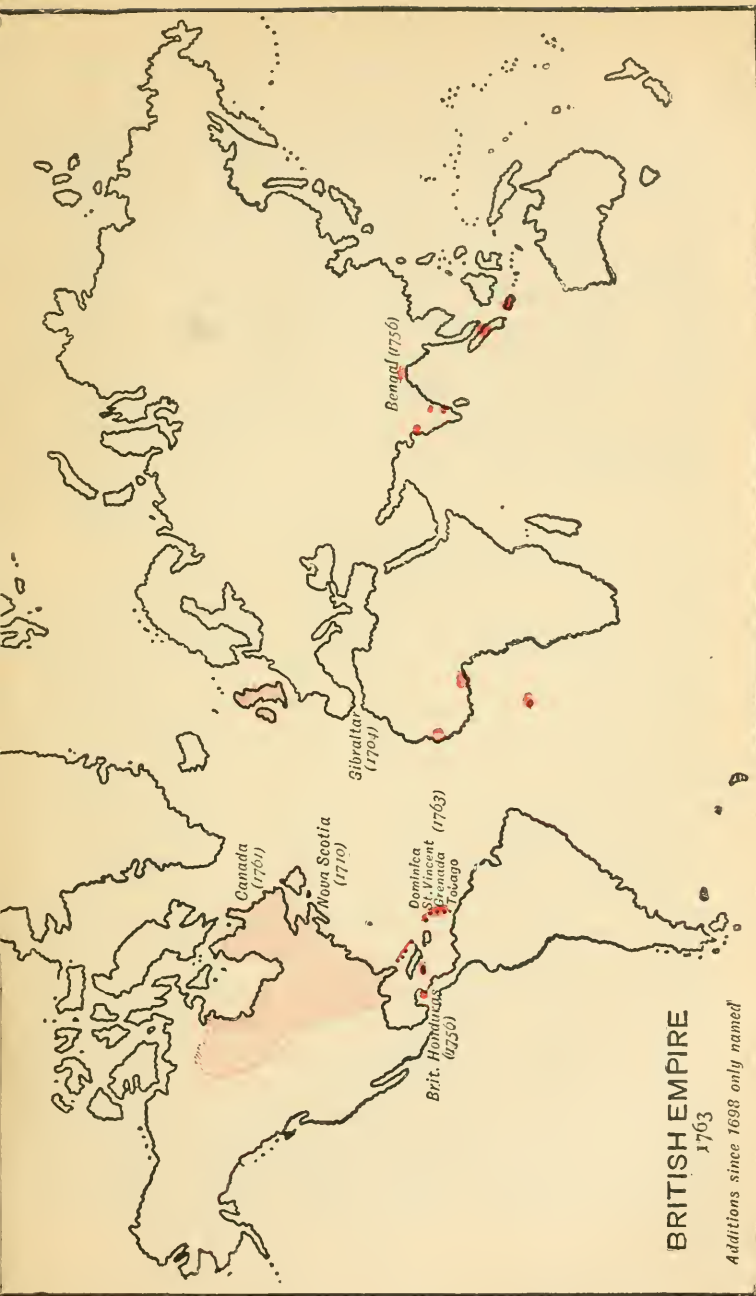 BRITISH EMPIRE
1763
Additions since 1698 only named
Canada
(1761)
Nova Scotia
(1710)
Gibraltar
(1704)
Bengal (1756)
Dominica
St. Vincent (1763)
Grenada
Tobago
Brit. Honduras
(1756)